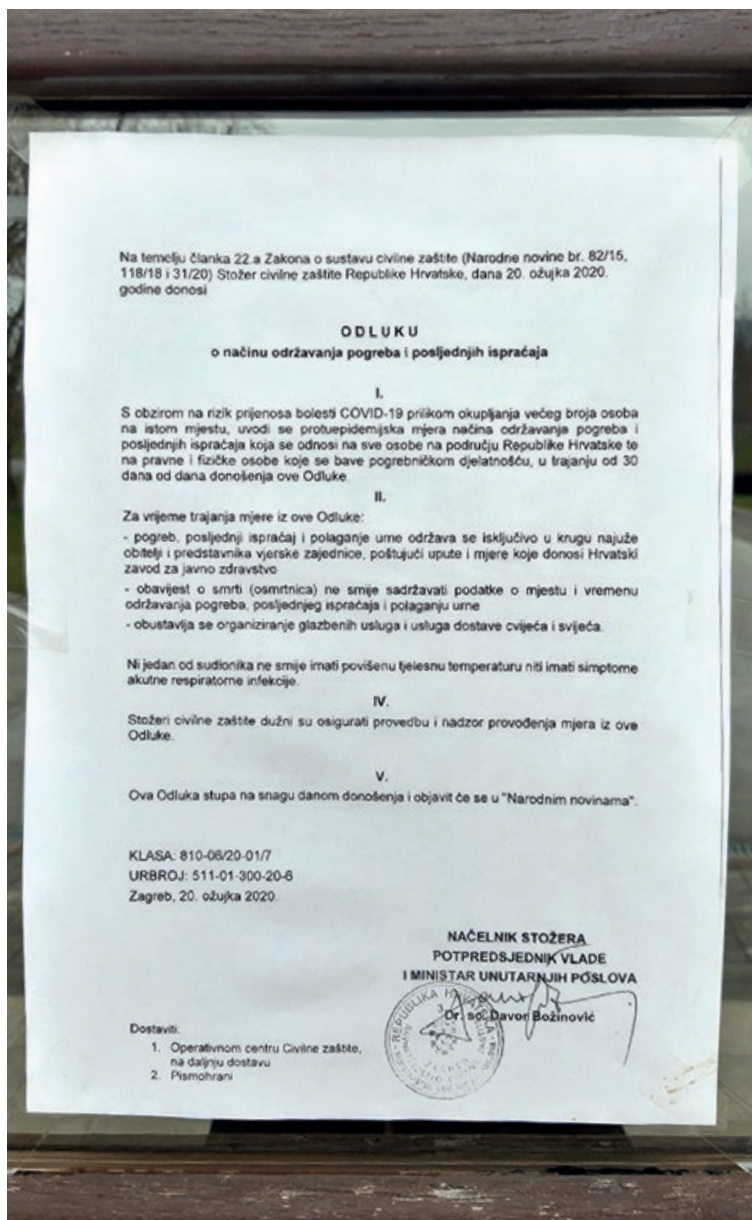 Na temelju članka 22.a Zakona o sustavu civilne zaštite (Narodne novine br. 82/15,
118/18 i 31/20) Stožer civilne zaštite Republike Hrvatske, dana 20. ožujka 2020.
godine donosi
ODLUKU
o načinu održavanja pogreba i posljednjih ispraćaja
I.
S obzirom na rizik prijenosa bolesti COVID-19 prilikom okupljanja većeg broja osoba
na istom mjestu, uvodi se protuepidemijska mjera načina održavanja pogreba i
posljednjih ispraćaja koja se odnosi na sve osobe na području Republike Hrvatske te
na pravne i fizičke osobe koje se bave pogrebničkom djelatnošću, u trajanju od 30
dana od dana donošenja ove Odluke.
II.
Za vrijeme trajanja mjere iz ove Odluke:
- pogreb, posljednji ispraćaj i polaganje urne održava se isključivo u krugu najuže
obitelji i predstavnika vjerske zajednice, poštujući upute i mjere koje donosi Hrvatski
zavod za javno zdravstvo
- obavijest o smrti (osmrtnica) ne smije sadržavati podatke o mjestu i vremenu
održavanja pogreba, posljednjeg ispraćaja i polaganju urne
- obustavlja se organiziranje glazbenih usluga i usluga dostave cvijeća i svijeća.
Ni jedan od sudionika ne smije imati povišenu tjelesnu temperaturu niti imati simptome
akutne respiratorne infekcije.
IV.
Stožeri civilne zaštite dužni su osigurati provedbu i nadzor provođenja mjera iz ove
Odluke.
V.
Ova Odluka stupa na snagu danom donošenja i objavit će se u "Narodnim novinama".
KLASA: 810-06/20-01/7
URBROJ: 511-01-300-20-6
Zagreb, 20. ožujka 2020.
NAČELNIK STOŽERA
POTPREDSJEDNIK VLADE
I MINISTAR UNUTARNJIH POSLOVA
Dr. sc. Davor Božinović
REPUBLIKA HRVATSKA
ZAGREB
Dostaviti:
1. Operativnom centru Civilne zaštite,
na daljnju dostavu
2. Pismohrani